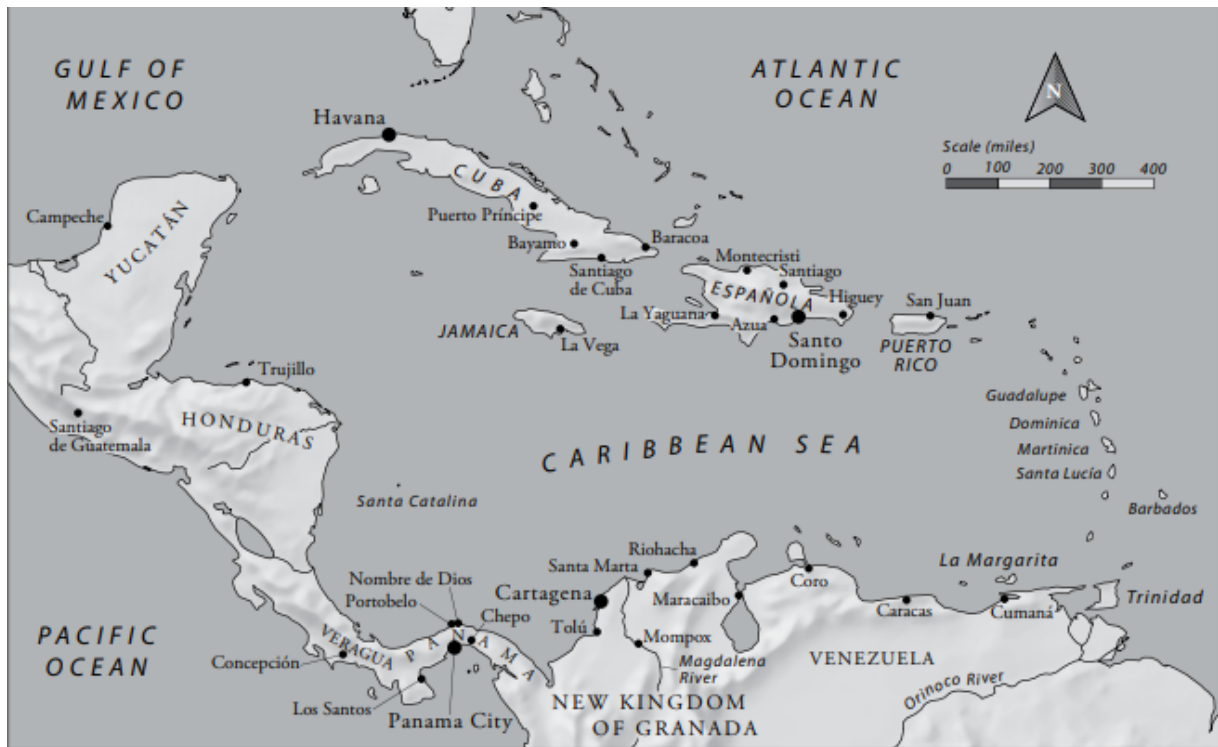 GULF OF
MEXICO
ATLANTIC
OCEAN
N
Scale (miles)
0 100 200 300 400
Havana
CUBA
Puerto Príncipe
Bayamo
Baracoa
Santiago
de Cuba
Campeche
YUCATÁN
Montecristi
Santiago
ESPAÑOLA
Higuey
La Yaguana
Azua
Santo
Domingo
San Juan
PUERTO
RICO
JAMAICA
La Vega
Trujillo
HONDURAS
Santiago
de Guatemala
Guadalupe
Dominica
Martinica
Santa Lucía
Barbados
CARIBBEAN SEA
Santa Catalina
Riohacha
Santa Marta
Cartagena
Maracaibo
Coro
Caracas
La Margarita
Cumaná
Trinidad
Nombre de Dios
Portobelo
Chepo
Tolú
Mompox
Magdalena
River
VENEZUELA
Orinoco River
PACIFIC
OCEAN
VERAGUA
PANAMA
Concepción
Los Santos
Panama City
NEW KINGDOM
OF GRANADA